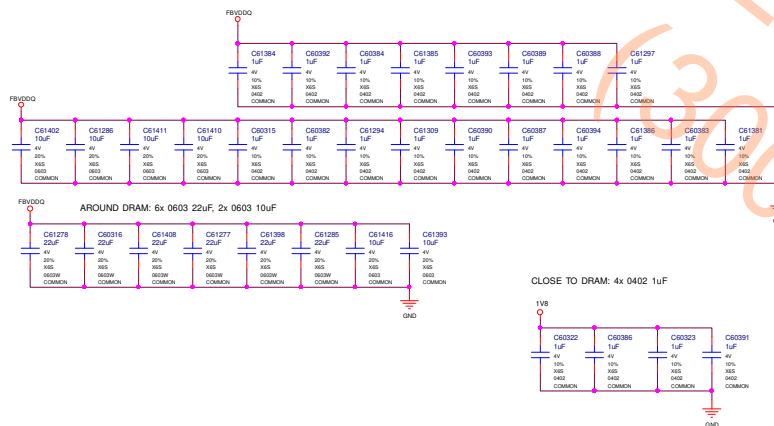 FBVDDQ
C61384 C60392 C60384 C61385 C60393 C60389 C60388 C61297
1uF 1uF 1uF 1uF 1uF 1uF 1uF 1uF
4V 4V 4V 4V 4V 4V 4V 4V
10% 10% 10% 10% 10% 10% 10% 10%
X6S X6S X6S X6S X6S X6S X6S X6S
0402 0402 0402 0402 0402 0402 0402 0402
COMMON COMMON COMMON COMMON COMMON COMMON COMMON COMMON
FBVDDQ
C61402 C61286 C61411 C61410 C60315 C60382 C61294 C61309 C60390 C60387 C60394 C61386 C60383 C61381
10uF 10uF 10uF 10uF 1uF 1uF 1uF 1uF 1uF 1uF 1uF 1uF 1uF 1uF
4V 4V 4V 4V 4V 4V 4V 4V 4V 4V 4V 4V 4V 4V
20% 20% 20% 20% 10% 10% 10% 10% 10% 10% 10% 10% 10% 10%
X6S X6S X6S X6S X6S X6S X6S X6S X6S X6S X6S X6S X6S X6S
0603 0603 0603 0603 0402 0402 0402 0402 0402 0402 0402 0402 0402 0402
COMMON COMMON COMMON COMMON COMMON COMMON COMMON COMMON COMMON COMMON COMMON COMMON COMMON COMMON
FBVDDQ
AROUND DRAM: 6x 0603 22uF, 2x 0603 10uF
C61278 C60316 C61408 C61277 C61398 C61285 C61416 C61393
22uF 22uF 22uF 22uF 22uF 22uF 10uF 10uF
4V 4V 4V 4V 4V 4V 4V 4V
20% 20% 20% 20% 20% 20% 20% 20%
X6S X6S X6S X6S X6S X6S X6S X6S
0603W 0603W 0603W 0603W 0603W 0603W 0603 0603
COMMON COMMON COMMON COMMON COMMON COMMON COMMON COMMON
GND
CLOSE TO DRAM: 4x 0402 1uF
1V8
C60322 C60386 C60323 C60391
1uF 1uF 1uF 1uF
4V 4V 4V 4V
10% 10% 10% 10%
X6S X6S X6S X6S
0402 0402 0402 0402
COMMON COMMON COMMON COMMON
GND
(300